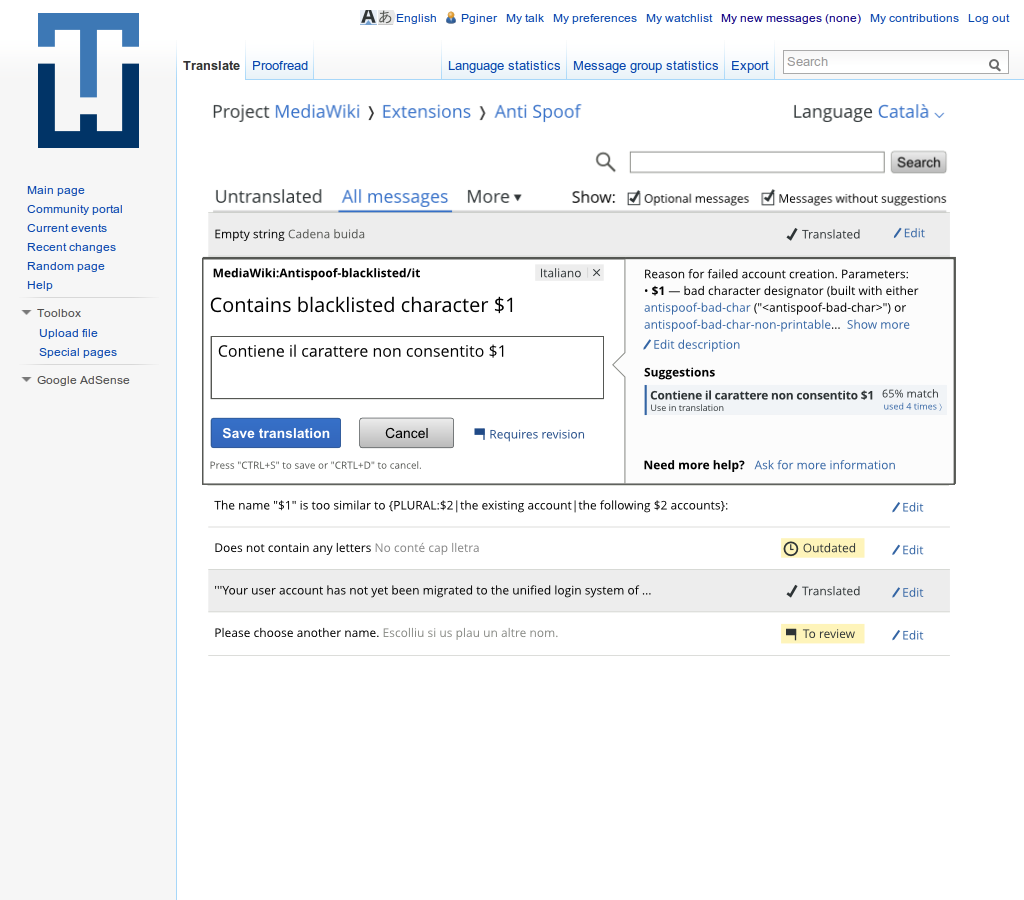 Aあ English Pginer My talk My preferences My watchlist My new messages (none) My contributions Log out
Translate Proofread Language statistics Message group statistics Export Search
Project MediaWiki ❭ Extensions ❭ Anti Spoof Language Català
Search
Main page
Community portal
Current events
Recent changes
Random page
Help
Toolbox
Upload file
Special pages
Google AdSense
Untranslated All messages More ▾ Show: Optional messages Messages without suggestions
Empty string Cadena buida Translated Edit
MediaWiki:Antispoof-blacklisted/it Italiano ×
Contains blacklisted character $1
Contiene il carattere non consentito $1
Save translation Cancel Requires revision
Press "CTRL+S" to save or "CRTL+D" to cancel.
Reason for failed account creation. Parameters:
• $1 — bad character designator (built with either
antispoof-bad-char ("<antispoof-bad-char>") or
antispoof-bad-char-non-printable... Show more
Edit description
Suggestions
Contiene il carattere non consentito $1 65% match
Use in translation used 4 times ⟩
Need more help? Ask for more information
The name "$1" is too similar to {PLURAL:$2|the existing account|the following $2 accounts}: Edit
Does not contain any letters No conté cap lletra Outdated Edit
'''Your user account has not yet been migrated to the unified login system of ... Translated Edit
Please choose another name. Escolliu si us plau un altre nom. To review Edit